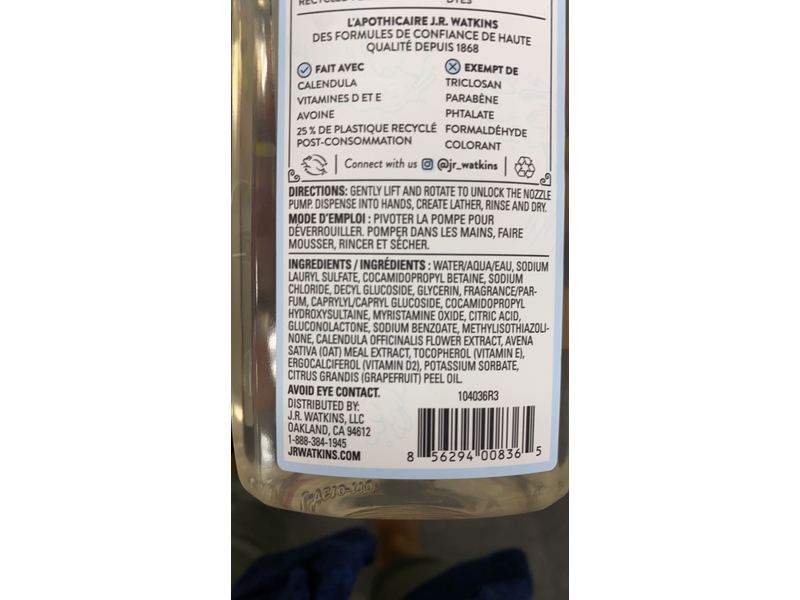 DYES
L'APOTHICAIRE J.R. WATKINS
DES FORMULES DE CONFIANCE DE HAUTE
QUALITÉ DEPUIS 1868
FAIT AVEC
CALENDULA
VITAMINES D ET E
AVOINE
25 % DE PLASTIQUE RECYCLÉ
POST-CONSOMMATION
EXEMPT DE
TRICLOSAN
PARABÈNE
PHTALATE
FORMALDÉHYDE
COLORANT
Connect with us @jr_watkins
DIRECTIONS: GENTLY LIFT AND ROTATE TO UNLOCK THE NOZZLE
PUMP. DISPENSE INTO HANDS, CREATE LATHER, RINSE AND DRY.
MODE D'EMPLOI : PIVOTER LA POMPE POUR
DÉVERROUILLER. POMPER DANS LES MAINS, FAIRE
MOUSSER, RINCER ET SÉCHER.
INGREDIENTS / INGRÉDIENTS : WATER/AQUA/EAU, SODIUM
LAURYL SULFATE, COCAMIDOPROPYL BETAINE, SODIUM
CHLORIDE, DECYL GLUCOSIDE, GLYCERIN, FRAGRANCE/PAR-
FUM, CAPRYLYL/CAPRYL GLUCOSIDE, COCAMIDOPROPYL
HYDROXYSULTAINE, MYRISTAMINE OXIDE, CITRIC ACID,
GLUCONOLACTONE, SODIUM BENZOATE, METHYLISOTHIAZOLI-
NONE, CALENDULA OFFICINALIS FLOWER EXTRACT, AVENA
SATIVA (OAT) MEAL EXTRACT, TOCOPHEROL (VITAMIN E),
ERGOCALCIFEROL (VITAMIN D2), POTASSIUM SORBATE,
CITRUS GRANDIS (GRAPEFRUIT) PEEL OIL.
AVOID EYE CONTACT.
DISTRIBUTED BY:
J.R. WATKINS, LLC
OAKLAND, CA 94612
1-888-384-1945
JRWATKINS.COM
104036R3
8 56294 00836 5